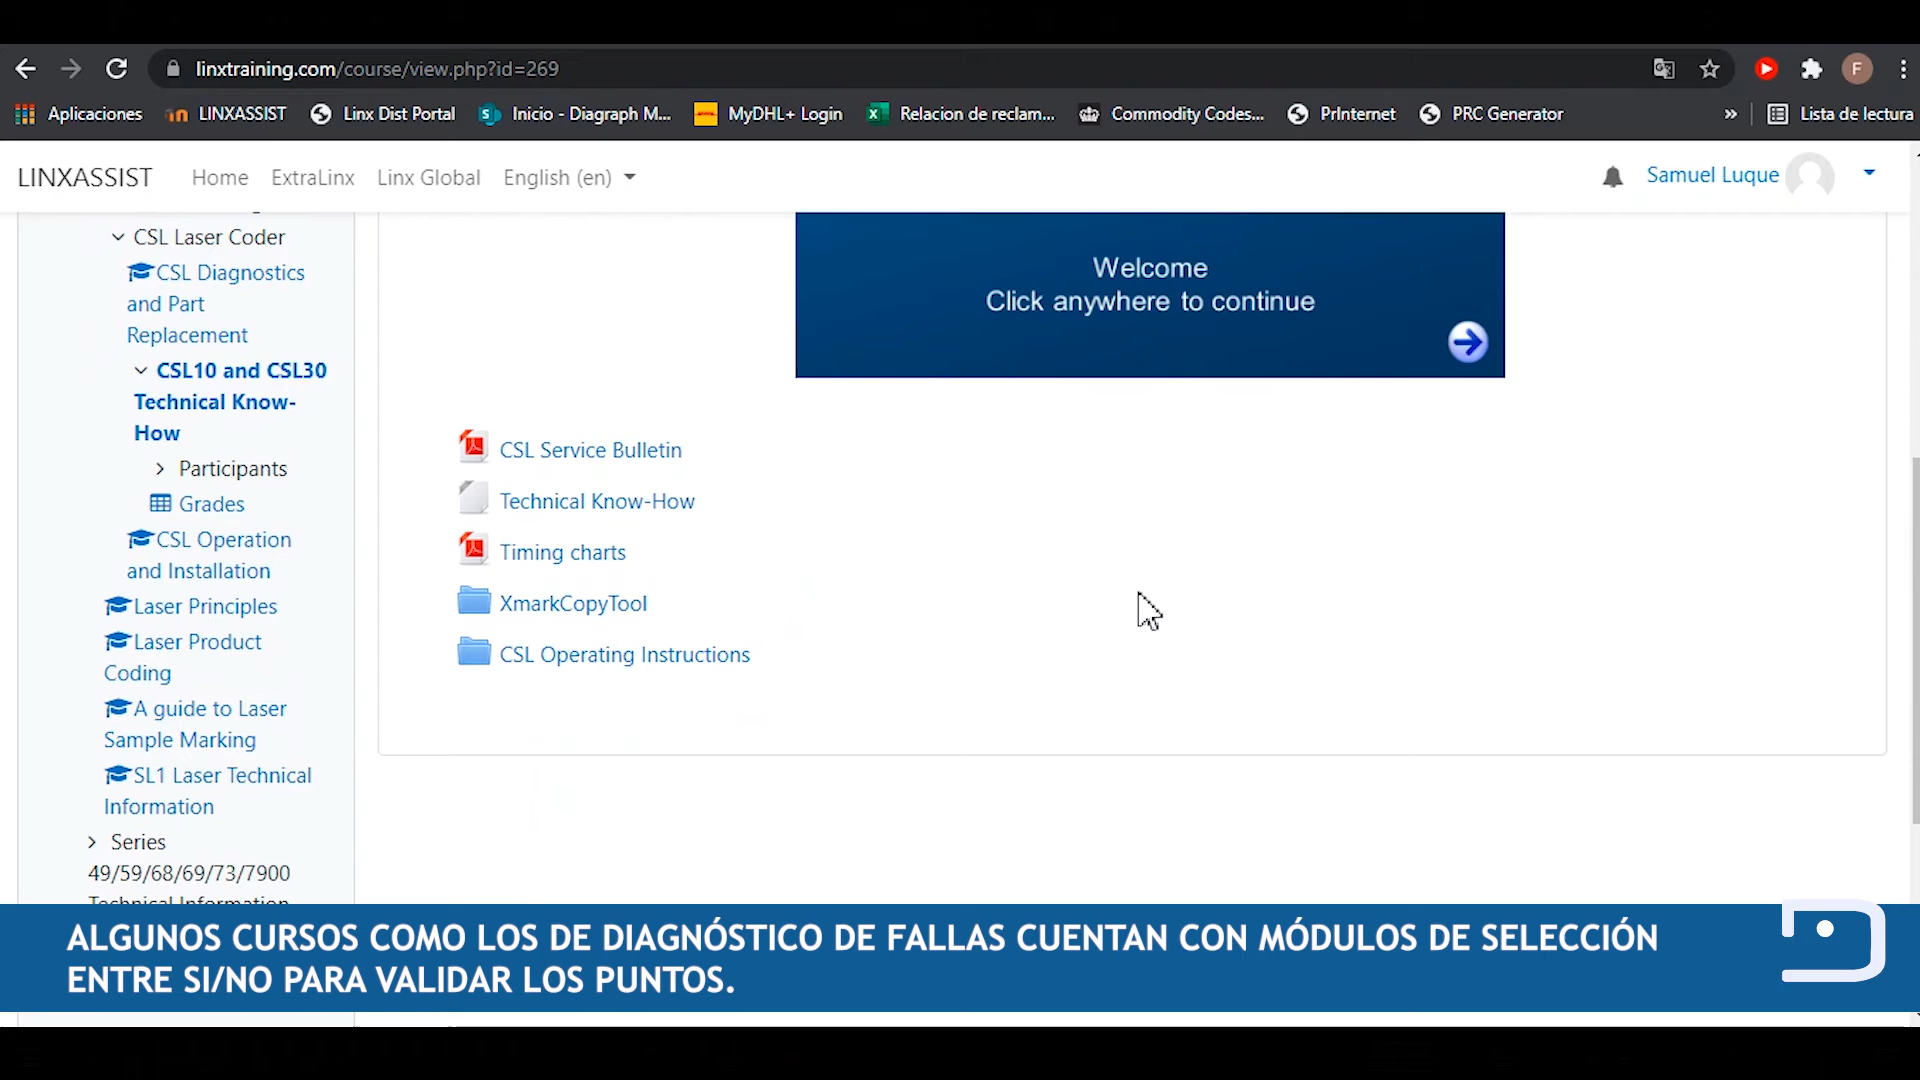 linxtraining.com/course/view.php?id=269
F
Aplicaciones LINXASSIST Linx Dist Portal Inicio - Diagraph M... MyDHL+ Login Relacion de reclam... Commodity Codes... PrInternet PRC Generator » Lista de lectura
LINXASSIST Home ExtraLinx Linx Global English (en) Samuel Luque
CSL Laser Coder
CSL Diagnostics
and Part
Replacement
CSL10 and CSL30
Technical Know-
How
Participants
Grades
CSL Operation
and Installation
Laser Principles
Laser Product
Coding
A guide to Laser
Sample Marking
SL1 Laser Technical
Information
Series
49/59/68/69/73/7900
Technical Information
Welcome
Click anywhere to continue
CSL Service Bulletin
Technical Know-How
Timing charts
XmarkCopyTool
CSL Operating Instructions
ALGUNOS CURSOS COMO LOS DE DIAGNÓSTICO DE FALLAS CUENTAN CON MÓDULOS DE SELECCIÓN
ENTRE SI/NO PARA VALIDAR LOS PUNTOS.